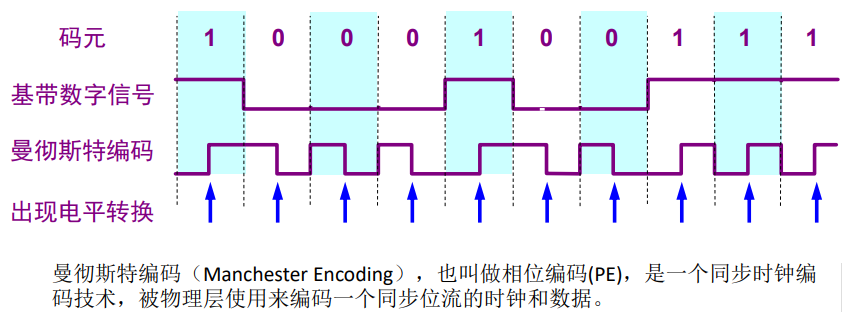 码元 1 0 0 0 1 0 0 1 1 1
基带数字信号
曼彻斯特编码
出现电平转换
曼彻斯特编码（Manchester Encoding），也叫做相位编码(PE)，是一个同步时钟编
码技术，被物理层使用来编码一个同步位流的时钟和数据。